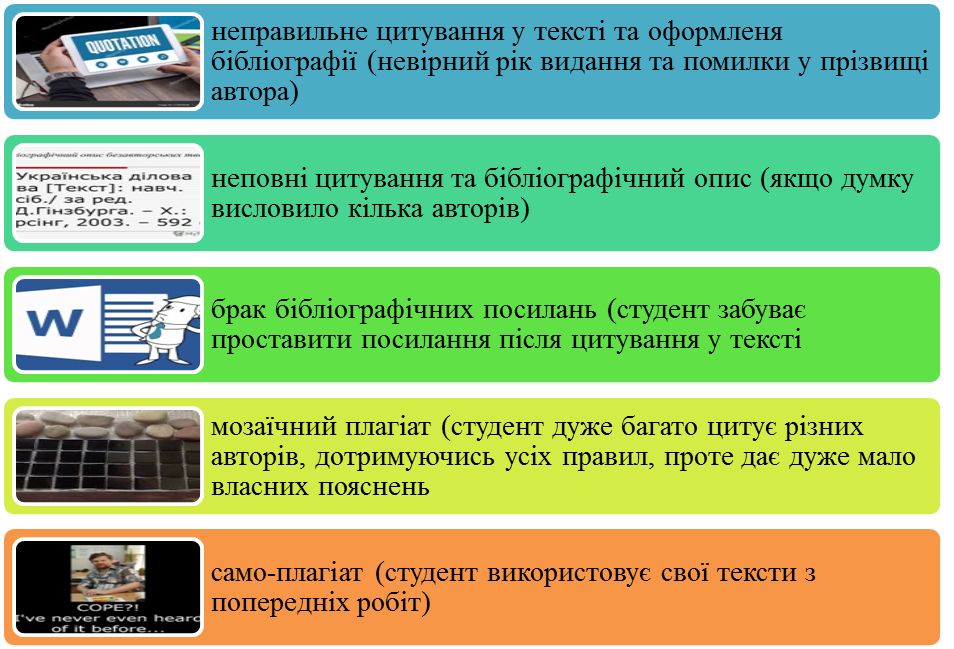 QUOTATION
неправильне цитування у тексті та оформленя
бібліографії (невірний рік видання та помилки у прізвищі
автора)
іографічний опис безавторських тв
Українська ділова
ва [Текст]: навч.
сіб./ за ред.
Д.Гінзбурга. – Х.:
рсінг, 2003. – 592
неповні цитування та бібліографічний опис (якщо думку
висловило кілька авторів)
W
брак бібліографічних посилань (студент забуває
проставити посилання після цитування у тексті
мозаїчний плагіат (студент дуже багато цитує різних
авторів, дотримуючись усіх правил, проте дає дуже мало
власних пояснень
COPE?!
I've never even heard
of it before...
само-плагіат (студент використовує свої тексти з
попередніх робіт)